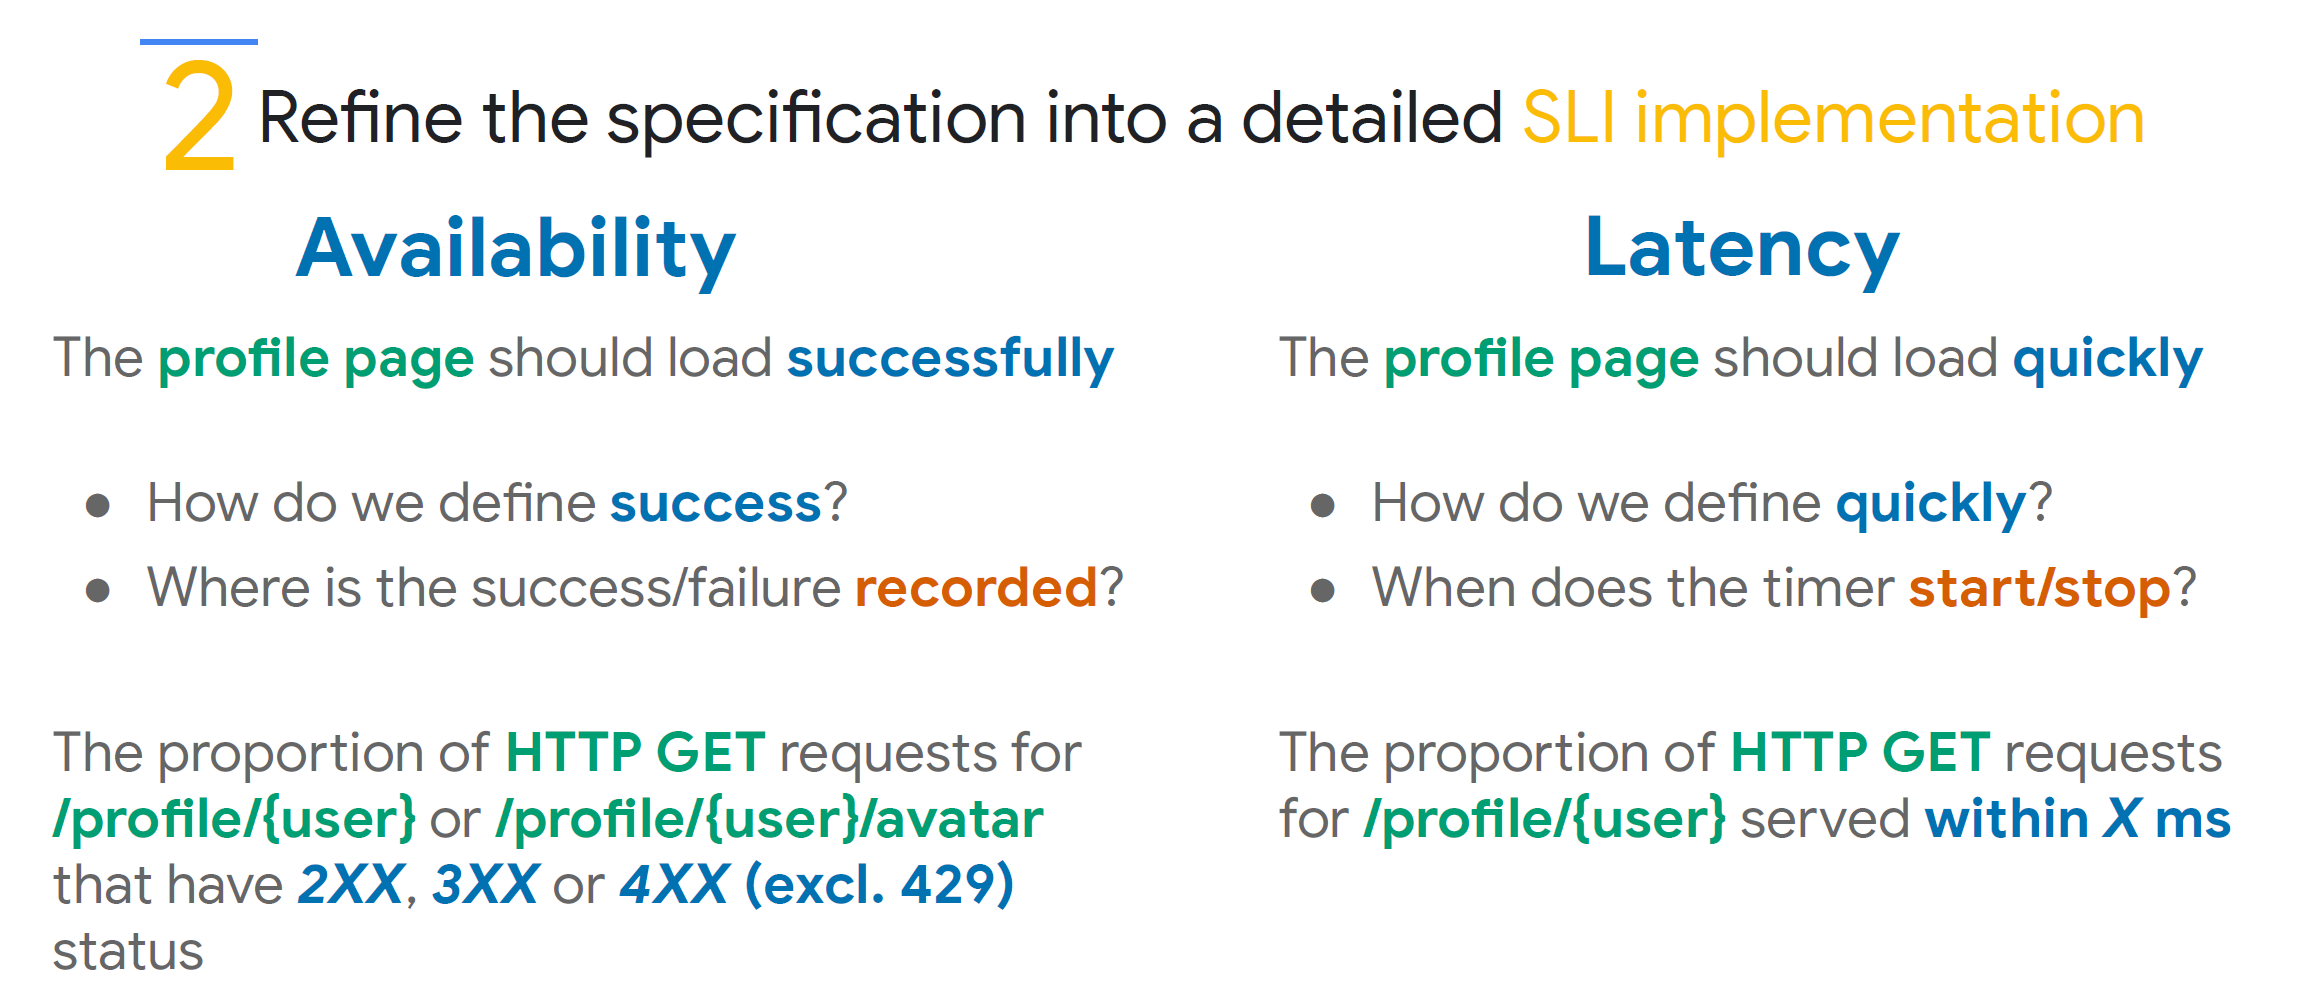 2 Refine the specification into a detailed SLI implementation
Availability
The profile page should load successfully
● How do we define success?
● Where is the success/failure recorded?
The proportion of HTTP GET requests for
/profile/{user} or /profile/{user}/avatar
that have 2XX, 3XX or 4XX (excl. 429)
status
Latency
The profile page should load quickly
● How do we define quickly?
● When does the timer start/stop?
The proportion of HTTP GET requests
for /profile/{user} served within X ms